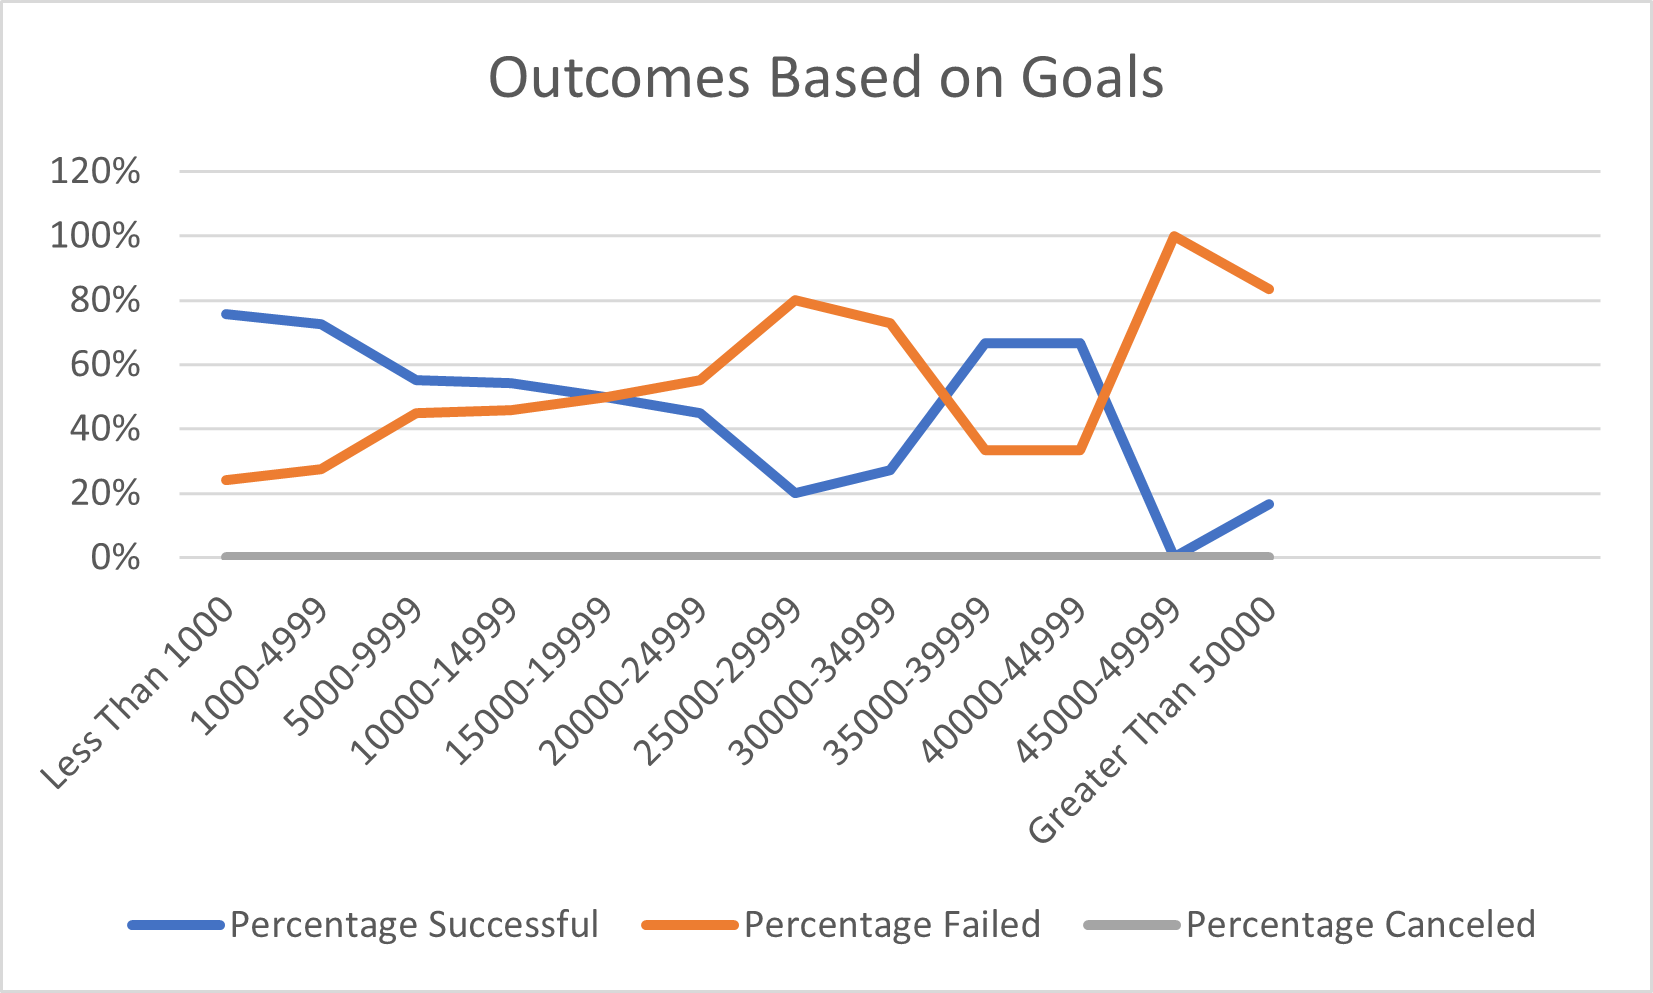 Outcomes Based on Goals
120%
100%
80%
60%
40%
20%
0%
Less Than 1000
1000-4999
5000-9999
10000-14999
15000-19999
20000-24999
25000-29999
30000-34999
35000-39999
40000-44999
45000-49999
Greater Than 50000
Percentage Successful
Percentage Failed
Percentage Canceled